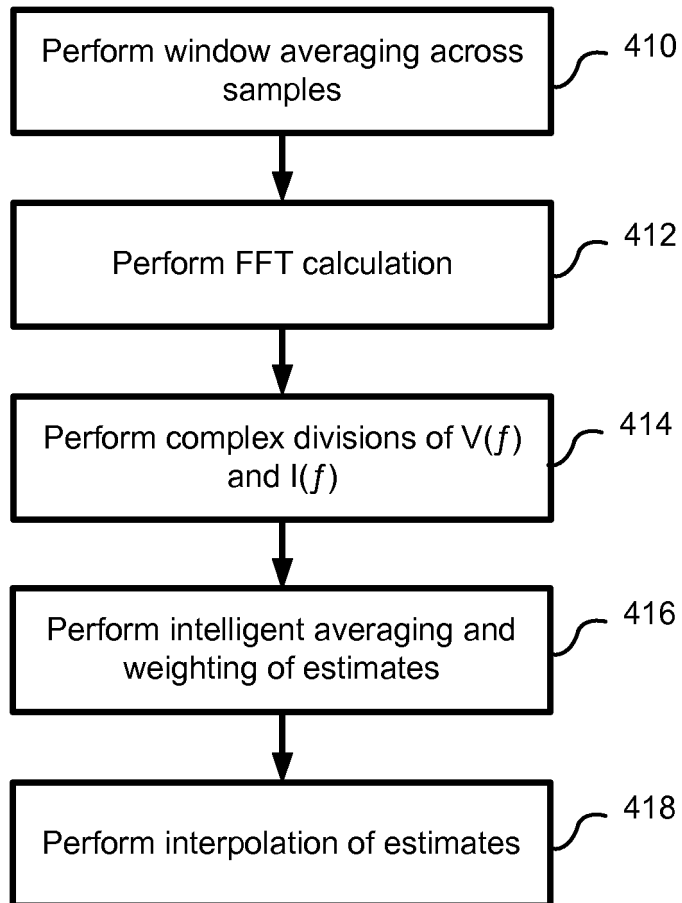 Perform window averaging across
samples
410
Perform FFT calculation
412
Perform complex divisions of V(ƒ)
and I(ƒ)
414
Perform intelligent averaging and
weighting of estimates
416
Perform interpolation of estimates
418